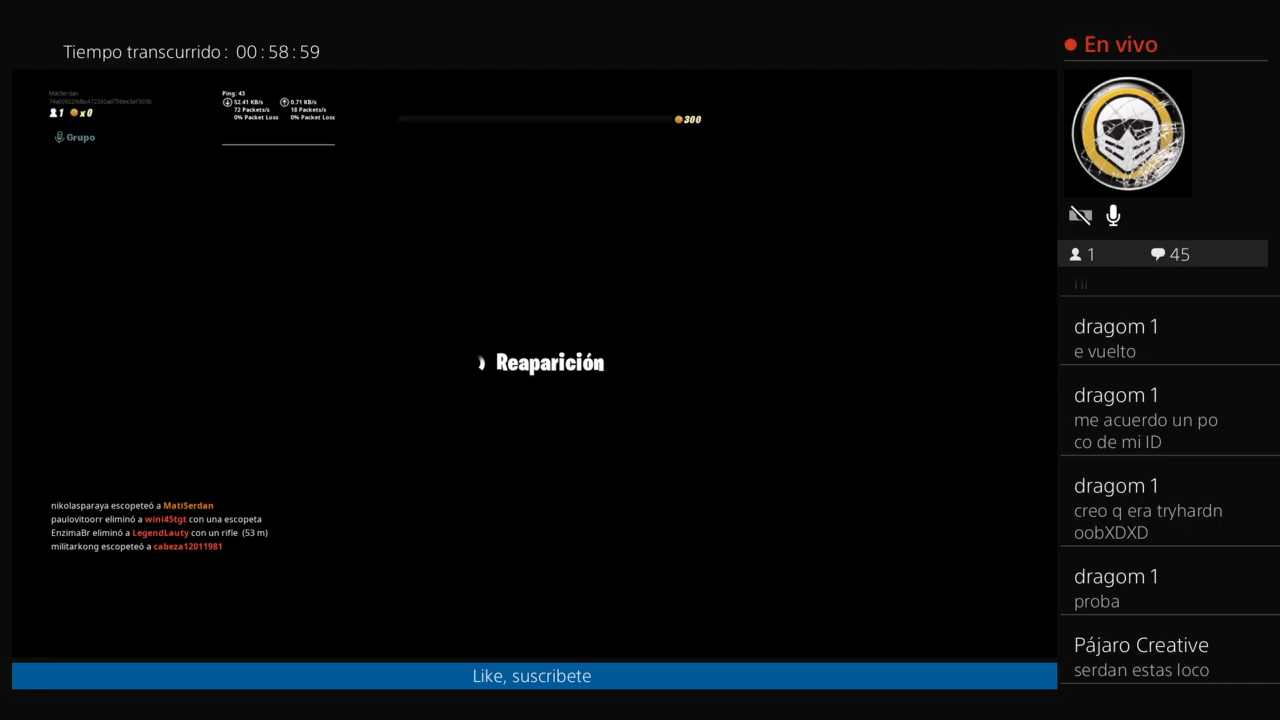 Tiempo transcurrido : 00:58:59
En vivo
MatiSerdan
1 x0
Grupo
Ping: 43
52.41 KB/s 0.71 KB/s
72 Packets/s 18 Packets/s
0% Packet Loss 0% Packet Loss
300
1 45
dragom 1
e vuelto
dragom 1
me acuerdo un po
co de mi ID
dragom 1
creo q era tryhardn
oobXDXD
dragom 1
proba
Pájaro Creative
serdan estas loco
Reaparición
nikolasparaya escopeteó a MatiSerdan
paulovitoorr eliminó a wini45tgt con una escopeta
EnzimaBr eliminó a LegendLauty con un rifle (53 m)
militarkong escopeteó a cabeza12011981
Like, suscribete